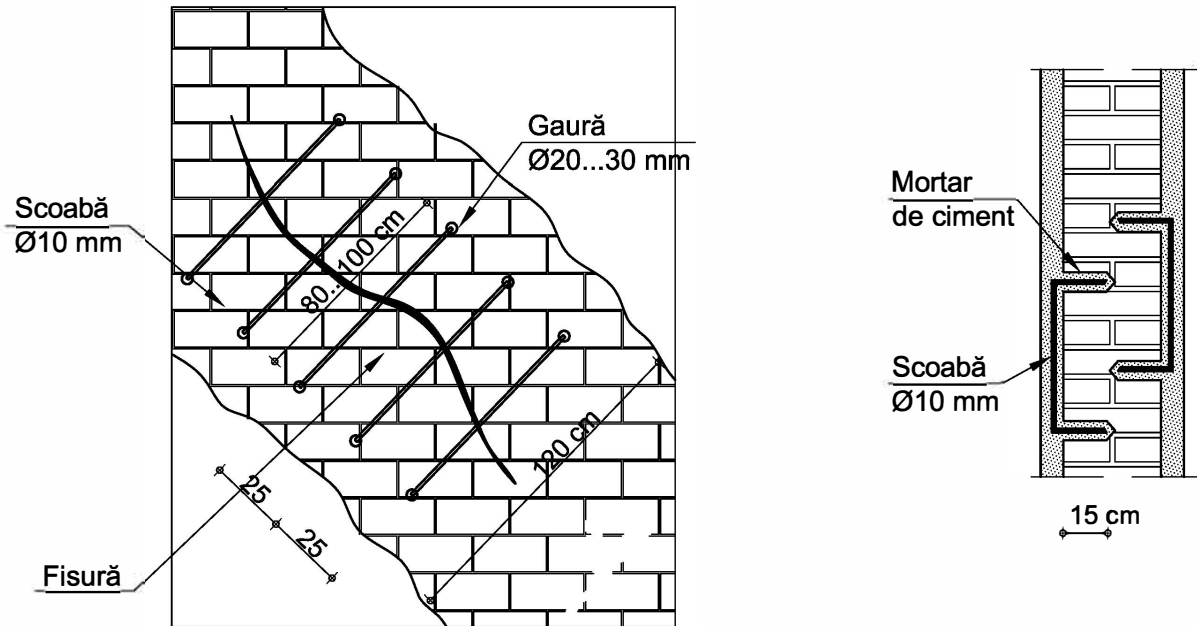 Gaură
Ø20...30 mm
Scoabă
Ø10 mm
80...100 cm
120 cm
25
25
Fisură
Mortar
de ciment
Scoabă
Ø10 mm
15 cm